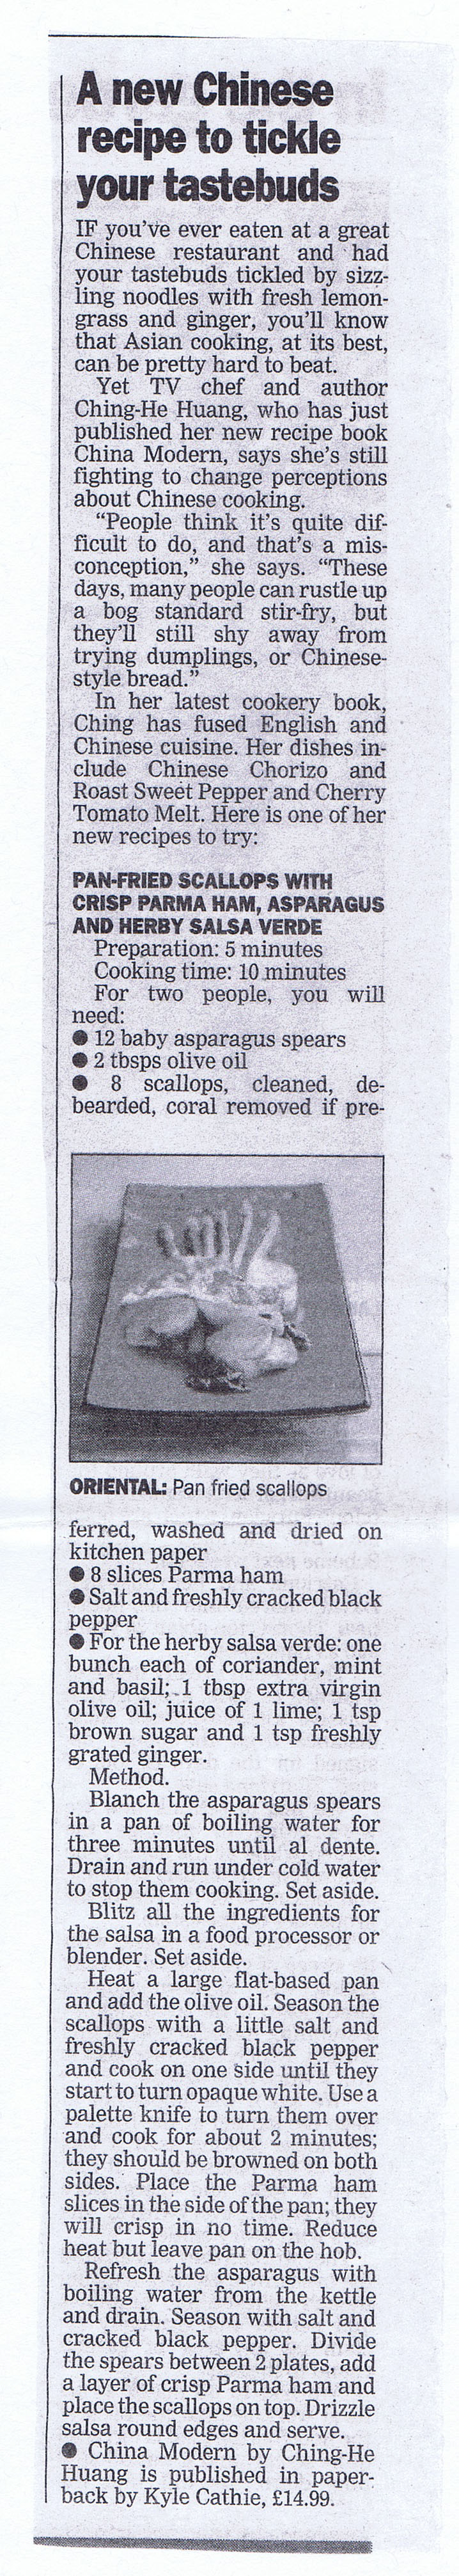 A new Chinese
recipe to tickle
your tastebuds
IF you've ever eaten at a great
Chinese restaurant and had
your tastebuds tickled by sizz-
ling noodles with fresh lemon-
grass and ginger, you'll know
that Asian cooking, at its best,
can be pretty hard to beat.
Yet TV chef and author
Ching-He Huang, who has just
published her new recipe book
China Modern, says she's still
fighting to change perceptions
about Chinese cooking.
“People think it's quite dif-
ficult to do, and that's a mis-
conception,” she says. “These
days, many people can rustle up
a bog standard stir-fry, but
they'll still shy away from
trying dumplings, or Chinese-
style bread.”
In her latest cookery book,
Ching has fused English and
Chinese cuisine. Her dishes in-
clude Chinese Chorizo and
Roast Sweet Pepper and Cherry
Tomato Melt. Here is one of her
new recipes to try:
PAN-FRIED SCALLOPS WITH
CRISP PARMA HAM, ASPARAGUS
AND HERBY SALSA VERDE
Preparation: 5 minutes
Cooking time: 10 minutes
For two people, you will
need:
● 12 baby asparagus spears
● 2 tbsps olive oil
● 8 scallops, cleaned, de-
bearded, coral removed if pre-
ORIENTAL: Pan fried scallops
ferred, washed and dried on
kitchen paper
● 8 slices Parma ham
● Salt and freshly cracked black
pepper
● For the herby salsa verde: one
bunch each of coriander, mint
and basil; 1 tbsp extra virgin
olive oil; juice of 1 lime; 1 tsp
brown sugar and 1 tsp freshly
grated ginger.
Method.
Blanch the asparagus spears
in a pan of boiling water for
three minutes until al dente.
Drain and run under cold water
to stop them cooking. Set aside.
Blitz all the ingredients for
the salsa in a food processor or
blender. Set aside.
Heat a large flat-based pan
and add the olive oil. Season the
scallops with a little salt and
freshly cracked black pepper
and cook on one side until they
start to turn opaque white. Use a
palette knife to turn them over
and cook for about 2 minutes;
they should be browned on both
sides. Place the Parma ham
slices in the side of the pan; they
will crisp in no time. Reduce
heat but leave pan on the hob.
Refresh the asparagus with
boiling water from the kettle
and drain. Season with salt and
cracked black pepper. Divide
the spears between 2 plates, add
a layer of crisp Parma ham and
place the scallops on top. Drizzle
salsa round edges and serve.
● China Modern by Ching-He
Huang is published in paper-
back by Kyle Cathie, £14.99.